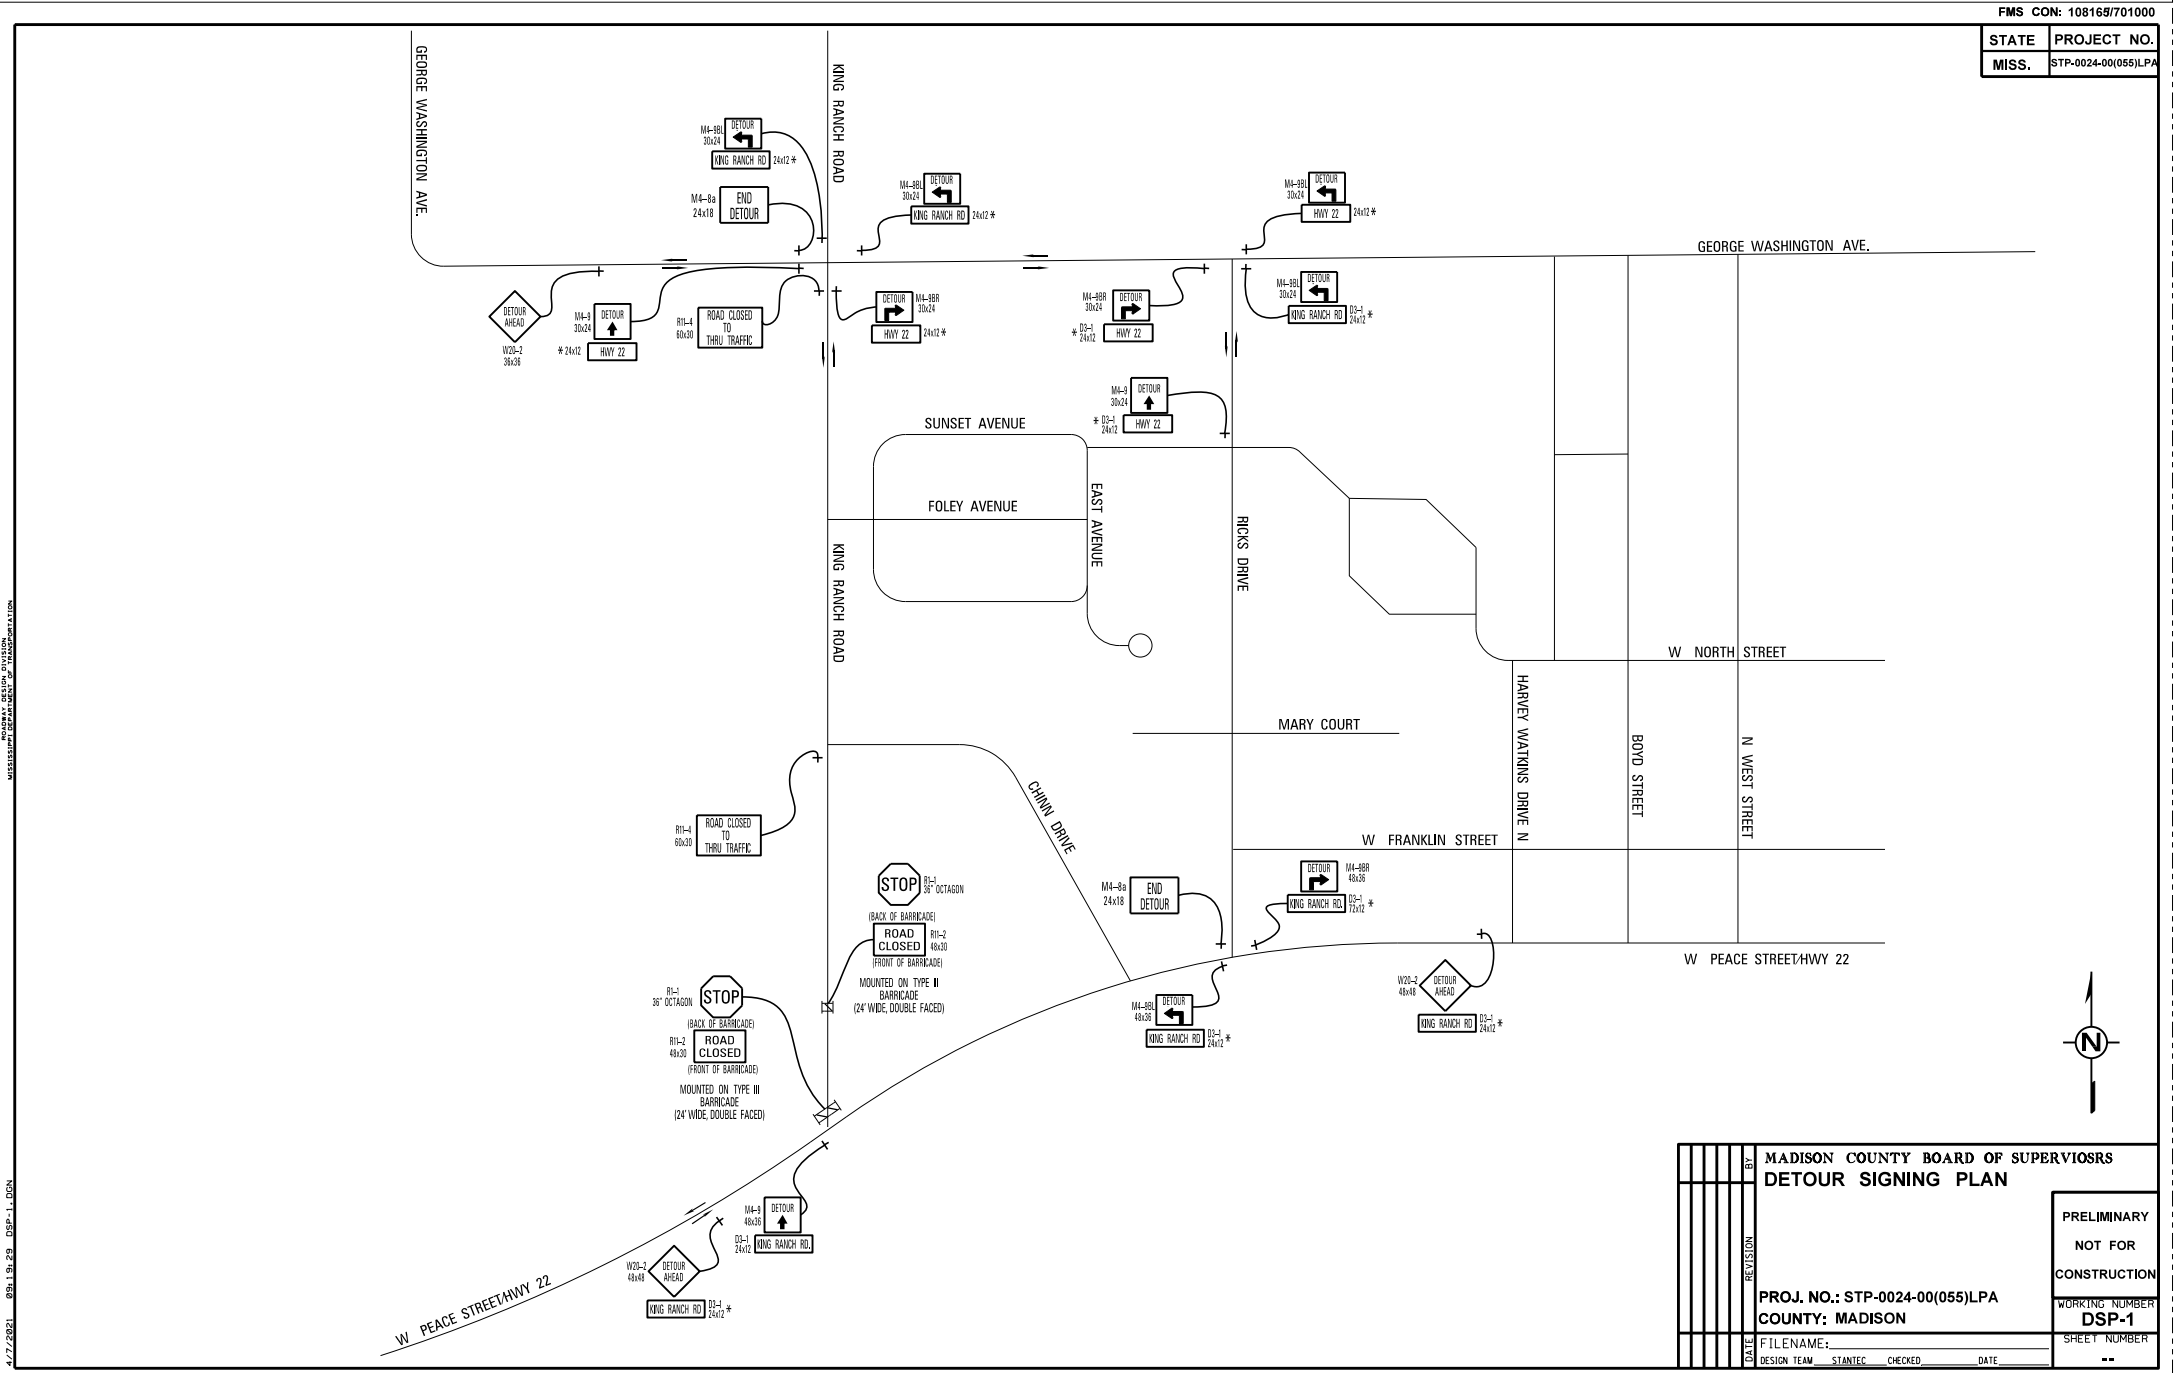 FMS CON: 108165/701000
STATE PROJECT NO.
MISS. STP-0024-00(055)LPA
GEORGE WASHINGTON AVE.
KING RANCH ROAD
M4-9BL
30x24
DETOUR
KING RANCH RD 24x12 *
M4-8a
24x18
END
DETOUR
M4-9BL
30x24
DETOUR
KING RANCH RD 24x12 *
M4-9BL
30x24
DETOUR
HWY 22 24x12 *
GEORGE WASHINGTON AVE.
DETOUR
AHEAD
W20-2
36x36
M4-9
30x24
DETOUR
* 24x12 HWY 22
R11-4
60x30
ROAD CLOSED
TO
THRU TRAFFIC
DETOUR
M4-9BR
30x24
HWY 22 24x12 *
M4-9BR
30x24
DETOUR
* D3-1
24x12
HWY 22
M4-9BL
30x24
DETOUR
KING RANCH RD D3-1
24x12 *
M4-9
30x24
DETOUR
* D3-1
24x12
HWY 22
SUNSET AVENUE
FOLEY AVENUE
EAST AVENUE
RICKS DRIVE
KING RANCH ROAD
W NORTH STREET
MARY COURT
HARVEY WATKINS DRIVE N
BOYD STREET
N WEST STREET
CHINN DRIVE
W FRANKLIN STREET
R11-4
60x30
ROAD CLOSED
TO
THRU TRAFFIC
STOP
R1-1
36" OCTAGON
(BACK OF BARRICADE)
ROAD
CLOSED
R11-2
48x30
(FRONT OF BARRICADE)
MOUNTED ON TYPE III
BARRICADE
(24' WIDE, DOUBLE FACED)
R1-1
36" OCTAGON
STOP
(BACK OF BARRICADE)
R11-2
48x30
ROAD
CLOSED
(FRONT OF BARRICADE)
MOUNTED ON TYPE III
BARRICADE
(24' WIDE, DOUBLE FACED)
M4-8a
24x18
END
DETOUR
DETOUR
M4-9BR
48x36
KING RANCH RD. D3-1
72x12 *
W PEACE STREET/HWY 22
M4-9BL
48x36
DETOUR
KING RANCH RD D3-1
24x12 *
W20-2
48x48
DETOUR
AHEAD
KING RANCH RD D3-1
24x12 *
M4-9
48x36
DETOUR
D3-1
24x12
KING RANCH RD.
W20-2
48x48
DETOUR
AHEAD
KING RANCH RD D3-1
24x12 *
W PEACE STREET/HWY 22
N
ROADWAY DESIGN DIVISION
MISSISSIPPI DEPARTMENT OF TRANSPORTATION
4/7/2021 09:19:29 DSP-1.DGN
BY
REVISION
DATE
MADISON COUNTY BOARD OF SUPERVIOSRS
DETOUR SIGNING PLAN
PRELIMINARY
NOT FOR
CONSTRUCTION
PROJ. NO.: STP-0024-00(055)LPA
COUNTY: MADISON
WORKING NUMBER
DSP-1
FILENAME:
SHEET NUMBER
--
DESIGN TEAM STANTEC CHECKED DATE